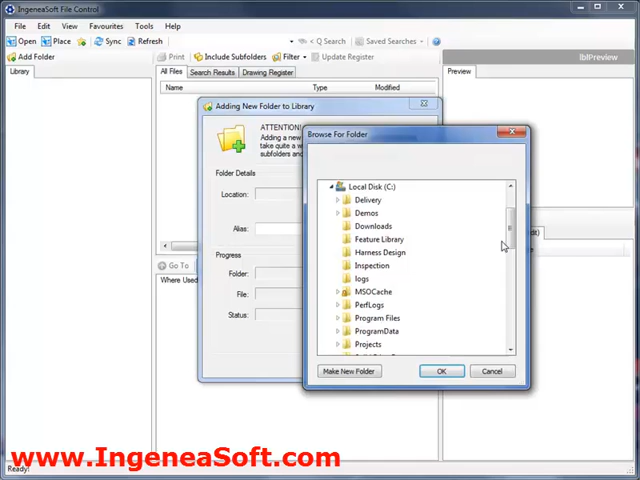 IngeneaSoft File Control
File Edit View Favourites Tools Help
Open Place Sync Refresh < Q Search Saved Searches
Add Folder Print Include Subfolders Filter Update Register lblPreview
Library All Files Search Results Drawing Register Preview
Name Type Modified
Adding New Folder to Library
ATTENTION!
Adding a new
take quite a w
subfolders and
Folder Details
Location:
Alias:
Progress
Folder:
File:
Status:
Browse For Folder
Local Disk (C:)
Delivery
Demos
Downloads
Feature Library
Harness Design
Inspection
logs
MSOCache
PerfLogs
Program Files
ProgramData
Projects
Make New Folder OK Cancel
Go To
Where Used
www.IngeneaSoft.com
Ready!